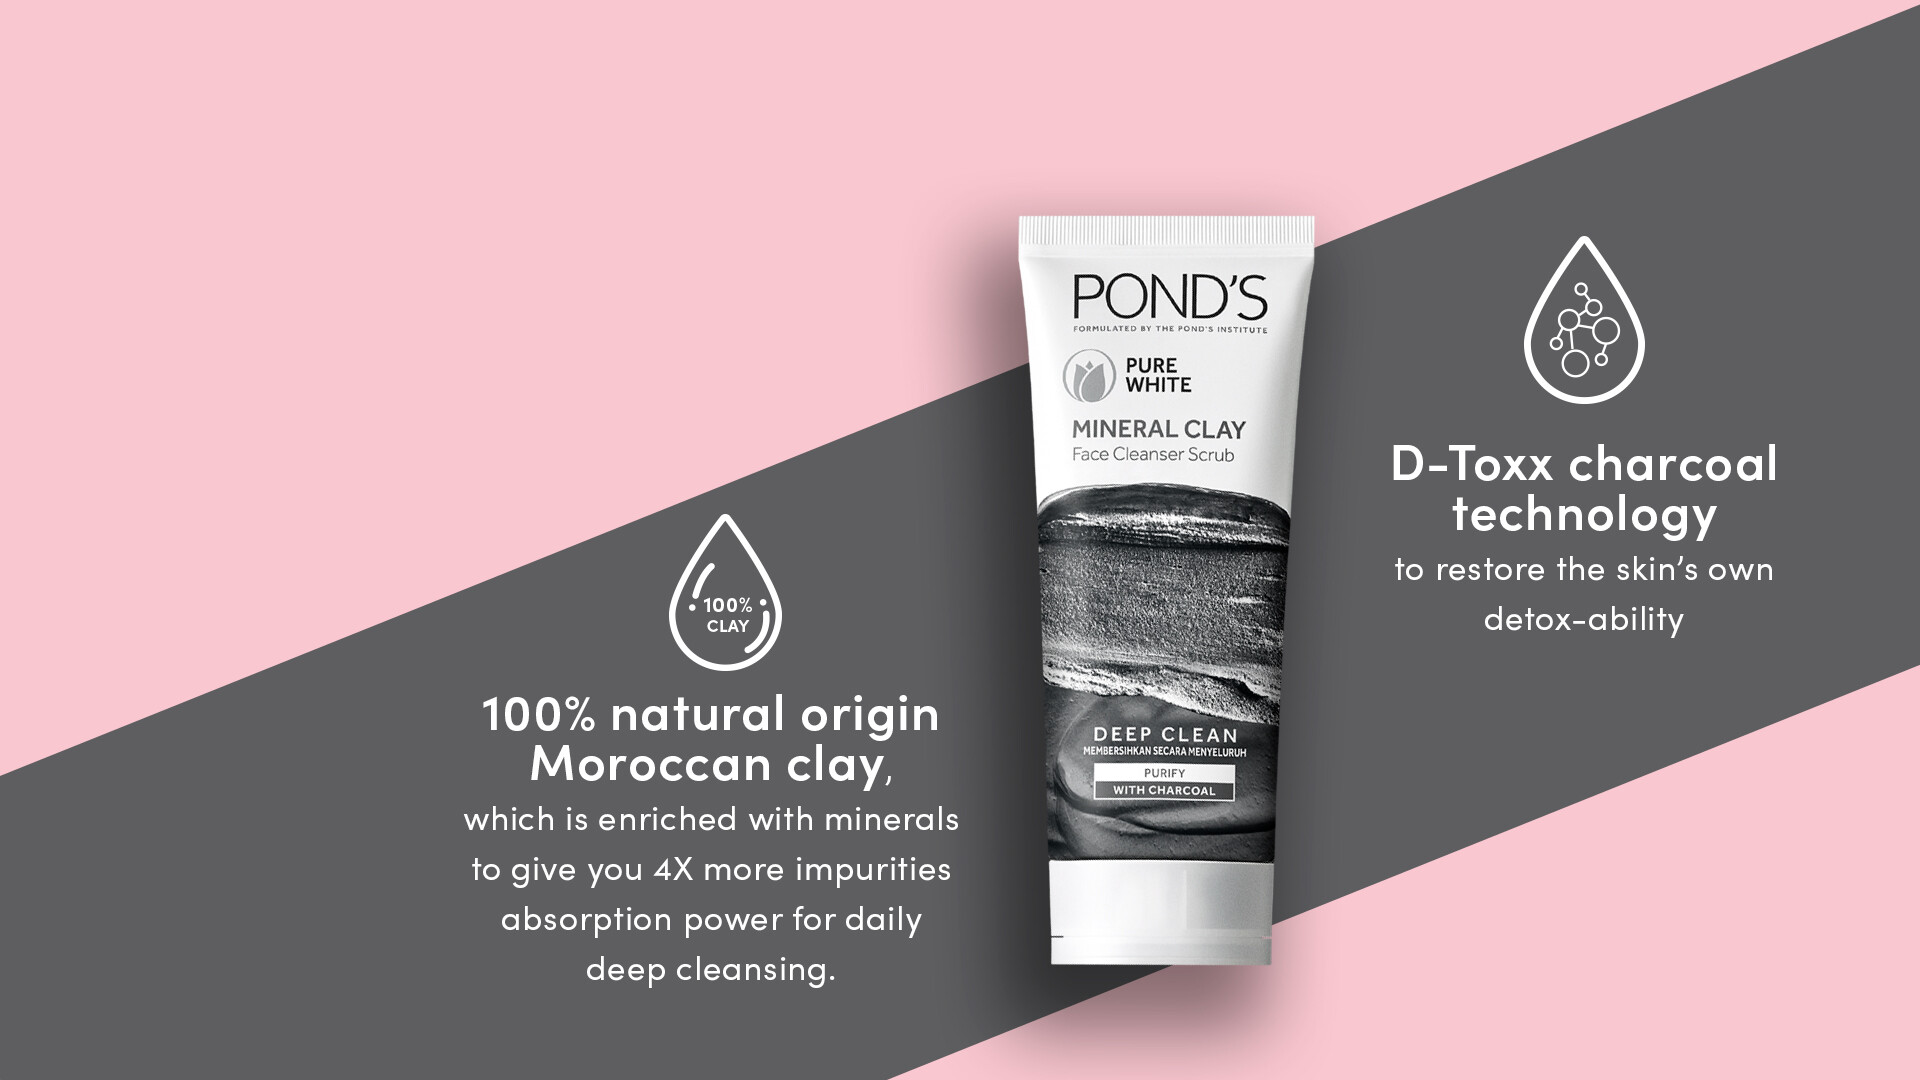 POND'S
FORMULATED BY THE POND'S INSTITUTE
PURE
WHITE
MINERAL CLAY
Face Cleanser Scrub
DEEP CLEAN
MEMBERSIHKAN SECARA MENYELURUH
PURIFY
WITH CHARCOAL
100%
CLAY
100% natural origin
Moroccan clay,
which is enriched with minerals
to give you 4X more impurities
absorption power for daily
deep cleansing.
D-Toxx charcoal
technology
to restore the skin's own
detox-ability